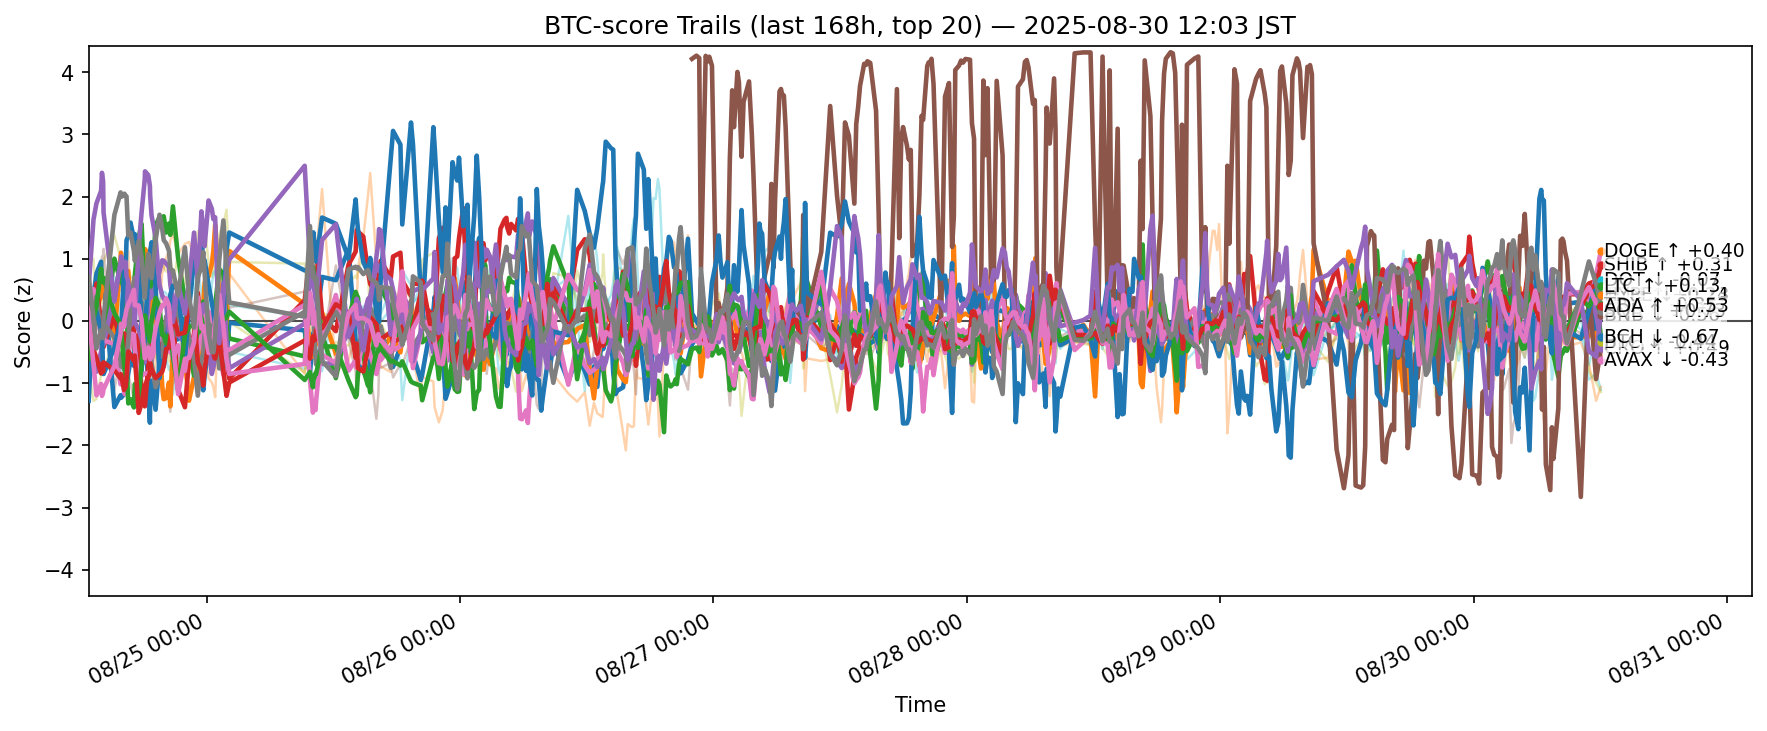 BTC-score Trails (last 168h, top 20) — 2025-08-30 12:03 JST
Score (z)
4
3
2
1
0
−1
−2
−3
−4
DOGE ↑ +0.40
SHIB ↑ +0.31
LTC ↑ +0.13
ADA ↑ +0.53
BCH ↓ -0.67
AVAX ↓ -0.43
08/25 00:00
08/26 00:00
08/27 00:00
08/28 00:00
08/29 00:00
08/30 00:00
08/31 00:00
Time